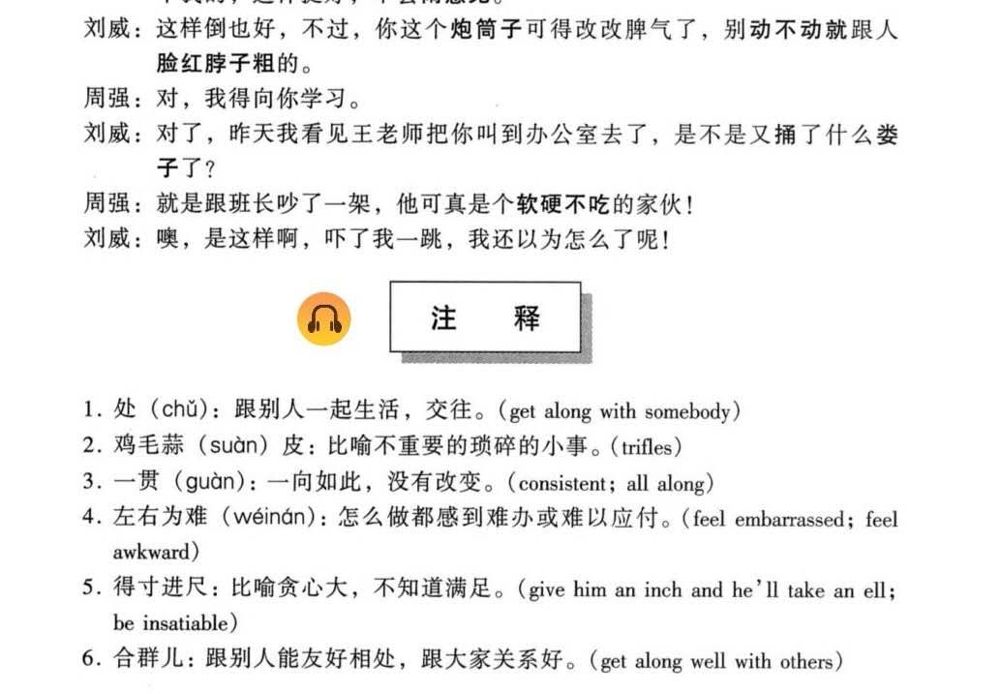 刘威：这样倒也好，不过，你这个炮筒子可得改改脾气了，别动不动就跟人
脸红脖子粗的。
周强：对，我得向你学习。
刘威：对了，昨天我看见王老师把你叫到办公室去了，是不是又捅了什么娄
子了？
周强：就是跟班长吵了一架，他可真是个软硬不吃的家伙！
刘威：噢，是这样啊，吓了我一跳，我还以为怎么了呢！
注 释
1. 处（chǔ）：跟别人一起生活，交往。（get along with somebody）
2. 鸡毛蒜（suàn）皮：比喻不重要的琐碎的小事。（trifles）
3. 一贯（guàn）：一向如此，没有改变。（consistent；all along）
4. 左右为难（wéinán）：怎么做都感到难办或难以应付。（feel embarrassed；feel
awkward）
5. 得寸进尺：比喻贪心大，不知道满足。（give him an inch and he'll take an ell；
be insatiable）
6. 合群儿：跟别人能友好相处，跟大家关系好。（get along well with others）